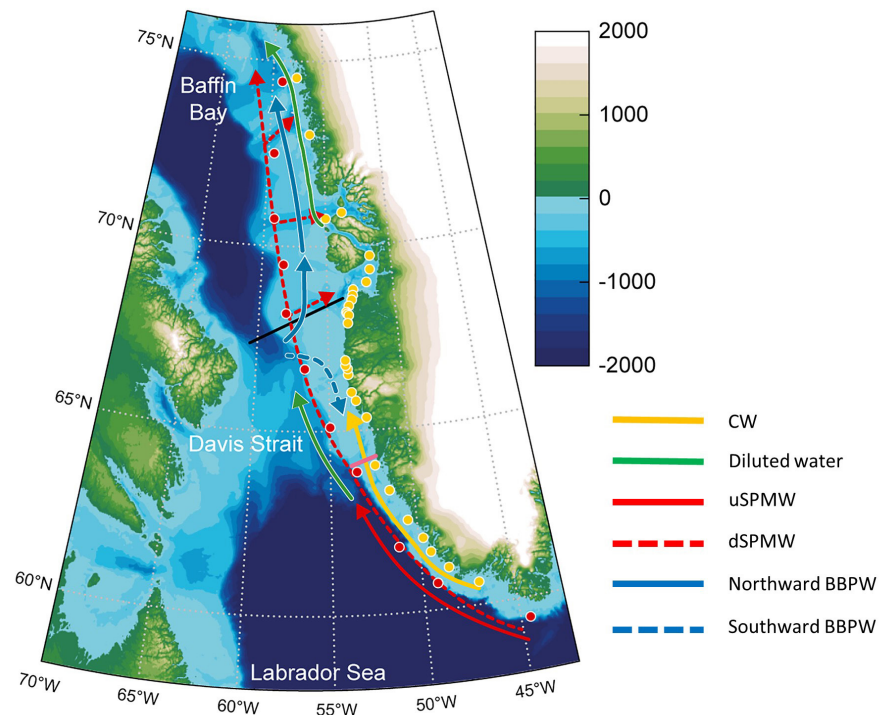 75°N
Baffin
Bay
70°N
65°N
Davis Strait
60°N
Labrador Sea
70°W
65°W
60°W
55°W
50°W
45°W
2000
1000
0
-1000
-2000
CW
Diluted water
uSPMW
dSPMW
Northward BBPW
Southward BBPW